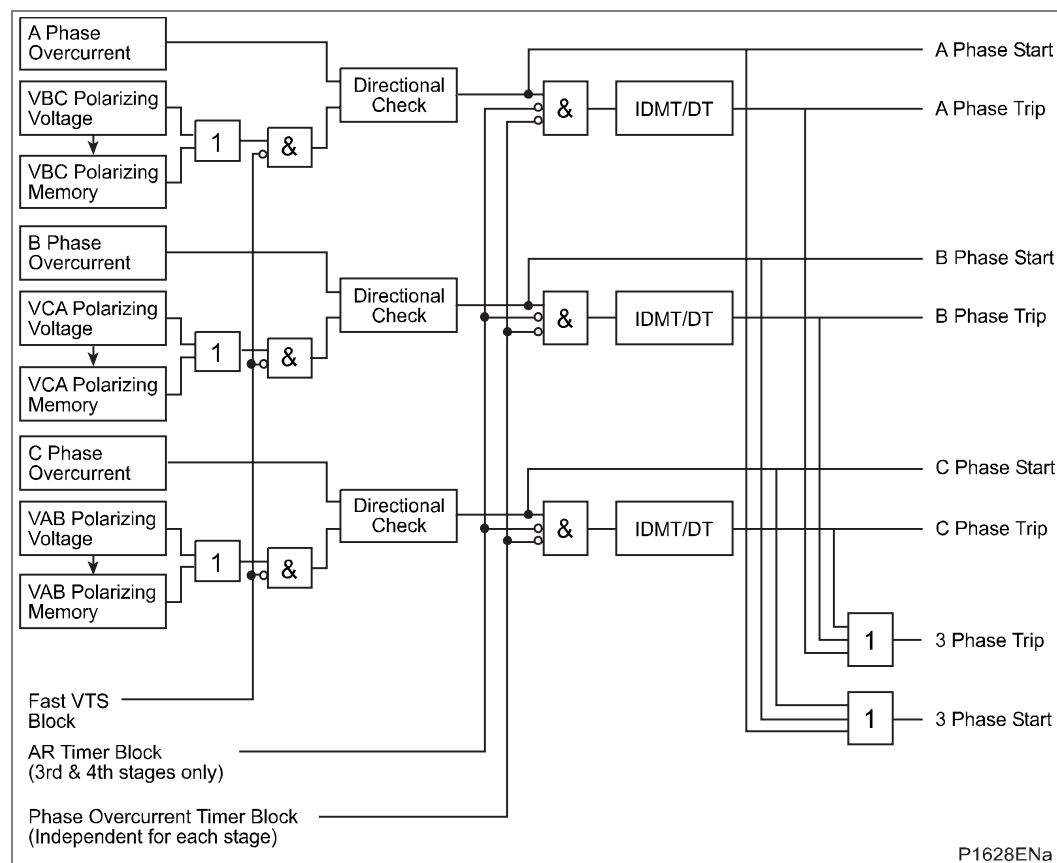 A Phase
Overcurrent
A Phase Start
VBC Polarizing
Voltage
Directional
Check
&
IDMT/DT
A Phase Trip
1
&
VBC Polarizing
Memory
B Phase
Overcurrent
B Phase Start
VCA Polarizing
Voltage
Directional
Check
&
IDMT/DT
B Phase Trip
1
&
VCA Polarizing
Memory
C Phase
Overcurrent
C Phase Start
VAB Polarizing
Voltage
Directional
Check
&
IDMT/DT
C Phase Trip
1
&
VAB Polarizing
Memory
1
3 Phase Trip
Fast VTS
Block
1
3 Phase Start
AR Timer Block
(3rd & 4th stages only)
Phase Overcurrent Timer Block
(Independent for each stage)
P1628ENa